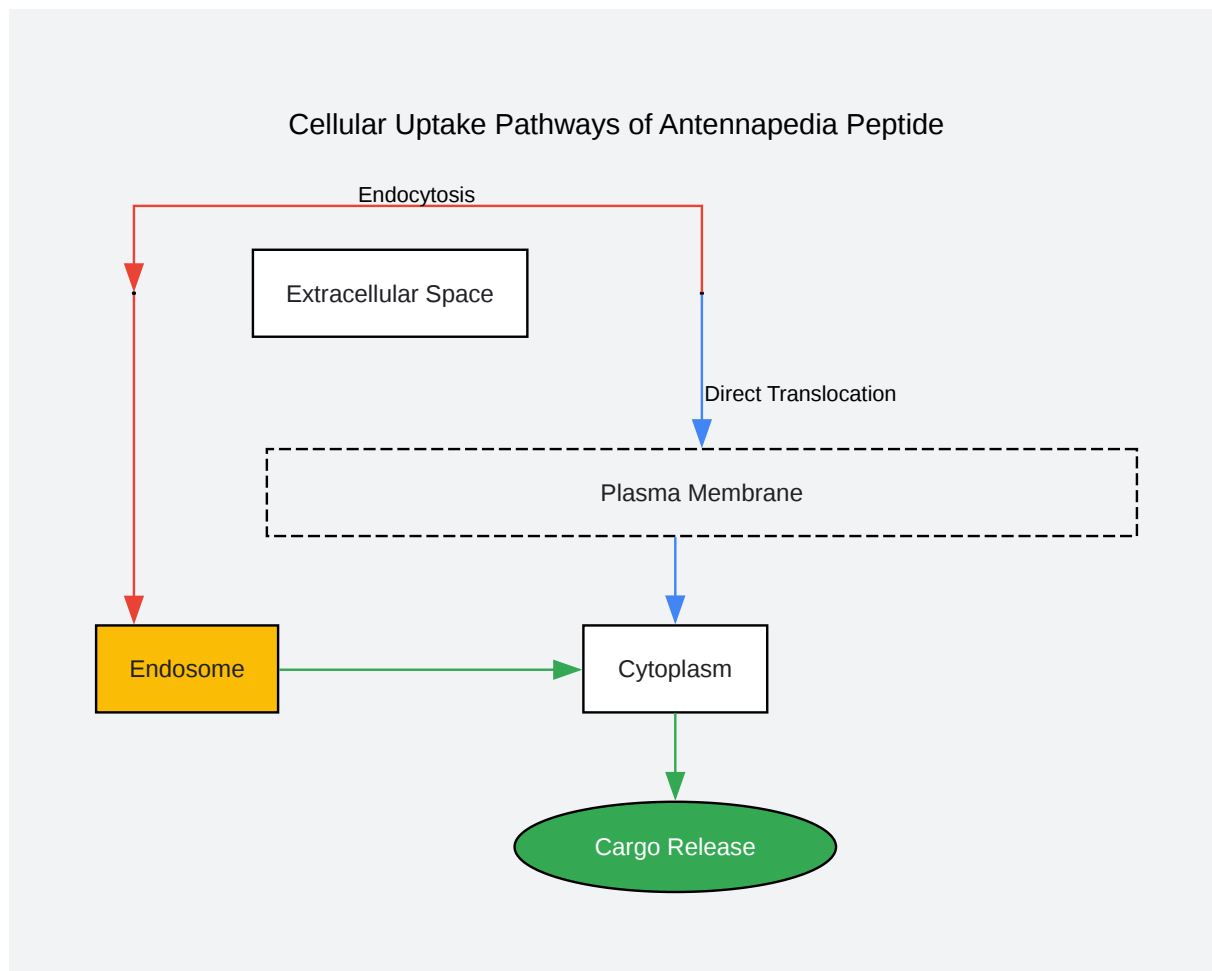 Cellular Uptake Pathways of Antennapedia Peptide
Endocytosis
Extracellular Space
Direct Translocation
Plasma Membrane
Endosome
Cytoplasm
Cargo Release